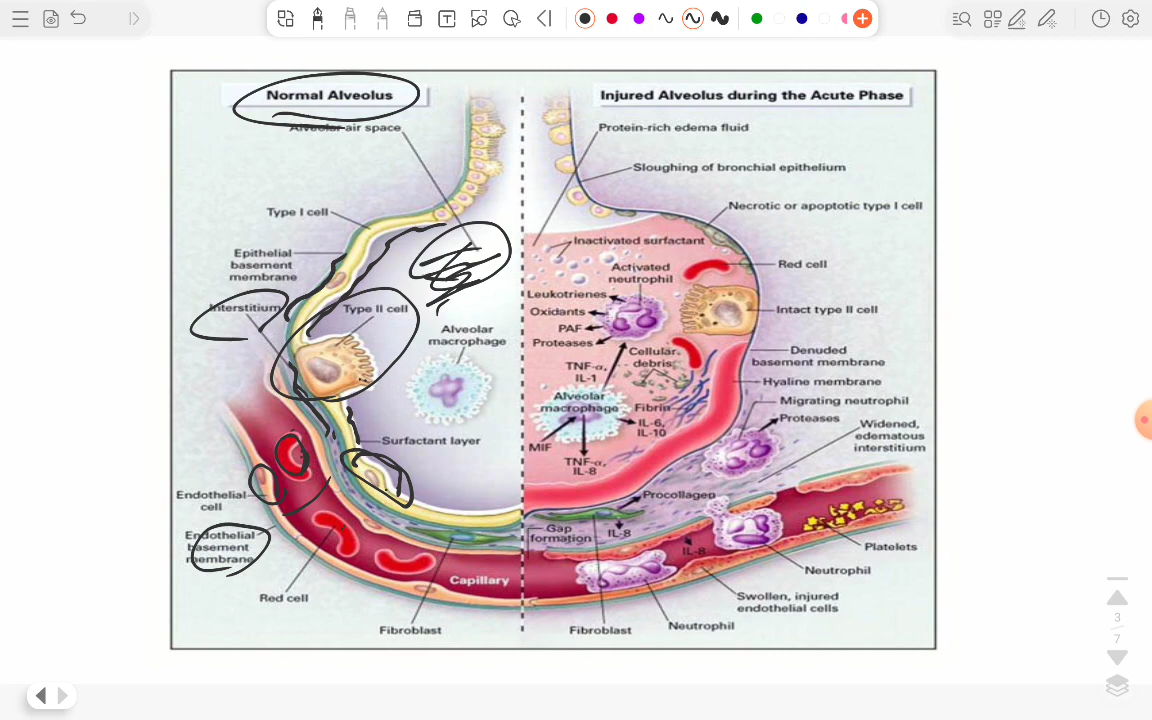 Normal Alveolus
Injured Alveolus during the Acute Phase
Alveolar air space
Protein-rich edema fluid
Sloughing of bronchial epithelium
Type I cell
Necrotic or apoptotic type I cell
Epithelial
basement
membrane
Inactivated surfactant
Activated
neutrophil
Red cell
Leukotrienes
Oxidants
PAF
Proteases
Interstitium
Type II cell
Intact type II cell
Alveolar
macrophage
Cellular
debris
Denuded
basement membrane
TNF-α,
IL-1
Hyaline membrane
Alveolar
macrophage
Fibrin
Migrating neutrophil
Proteases
IL-6,
IL-10
Widened,
edematous
interstitium
MIF
Surfactant layer
TNF-α,
IL-8
Endothelial
cell
Procollagen
Endothelial
basement
membrane
Gap
formation
IL-8
IL-8
Platelets
Neutrophil
Capillary
Red cell
Swollen, injured
endothelial cells
Fibroblast
Fibroblast
Neutrophil
3
7